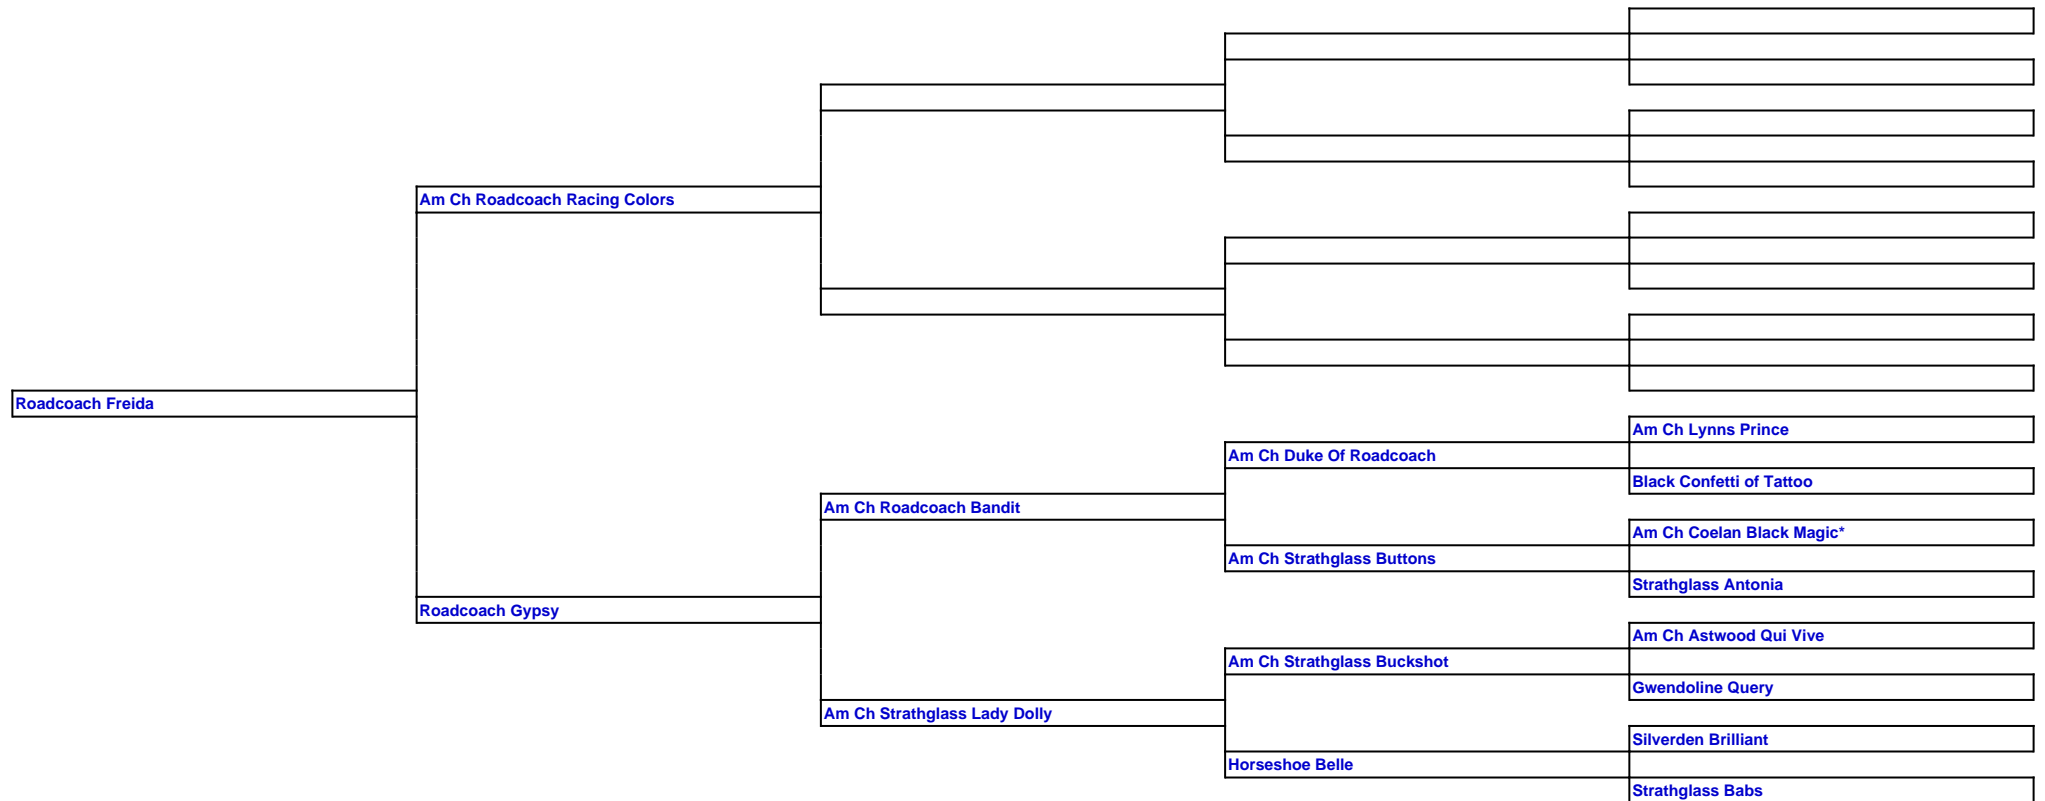 Am Ch Roadcoach Racing Colors
Roadcoach Freida
Am Ch Lynns Prince
Am Ch Duke Of Roadcoach
Black Confetti of Tattoo
Am Ch Roadcoach Bandit
Am Ch Coelan Black Magic*
Am Ch Strathglass Buttons
Strathglass Antonia
Roadcoach Gypsy
Am Ch Astwood Qui Vive
Am Ch Strathglass Buckshot
Gwendoline Query
Am Ch Strathglass Lady Dolly
Silverden Brilliant
Horseshoe Belle
Strathglass Babs